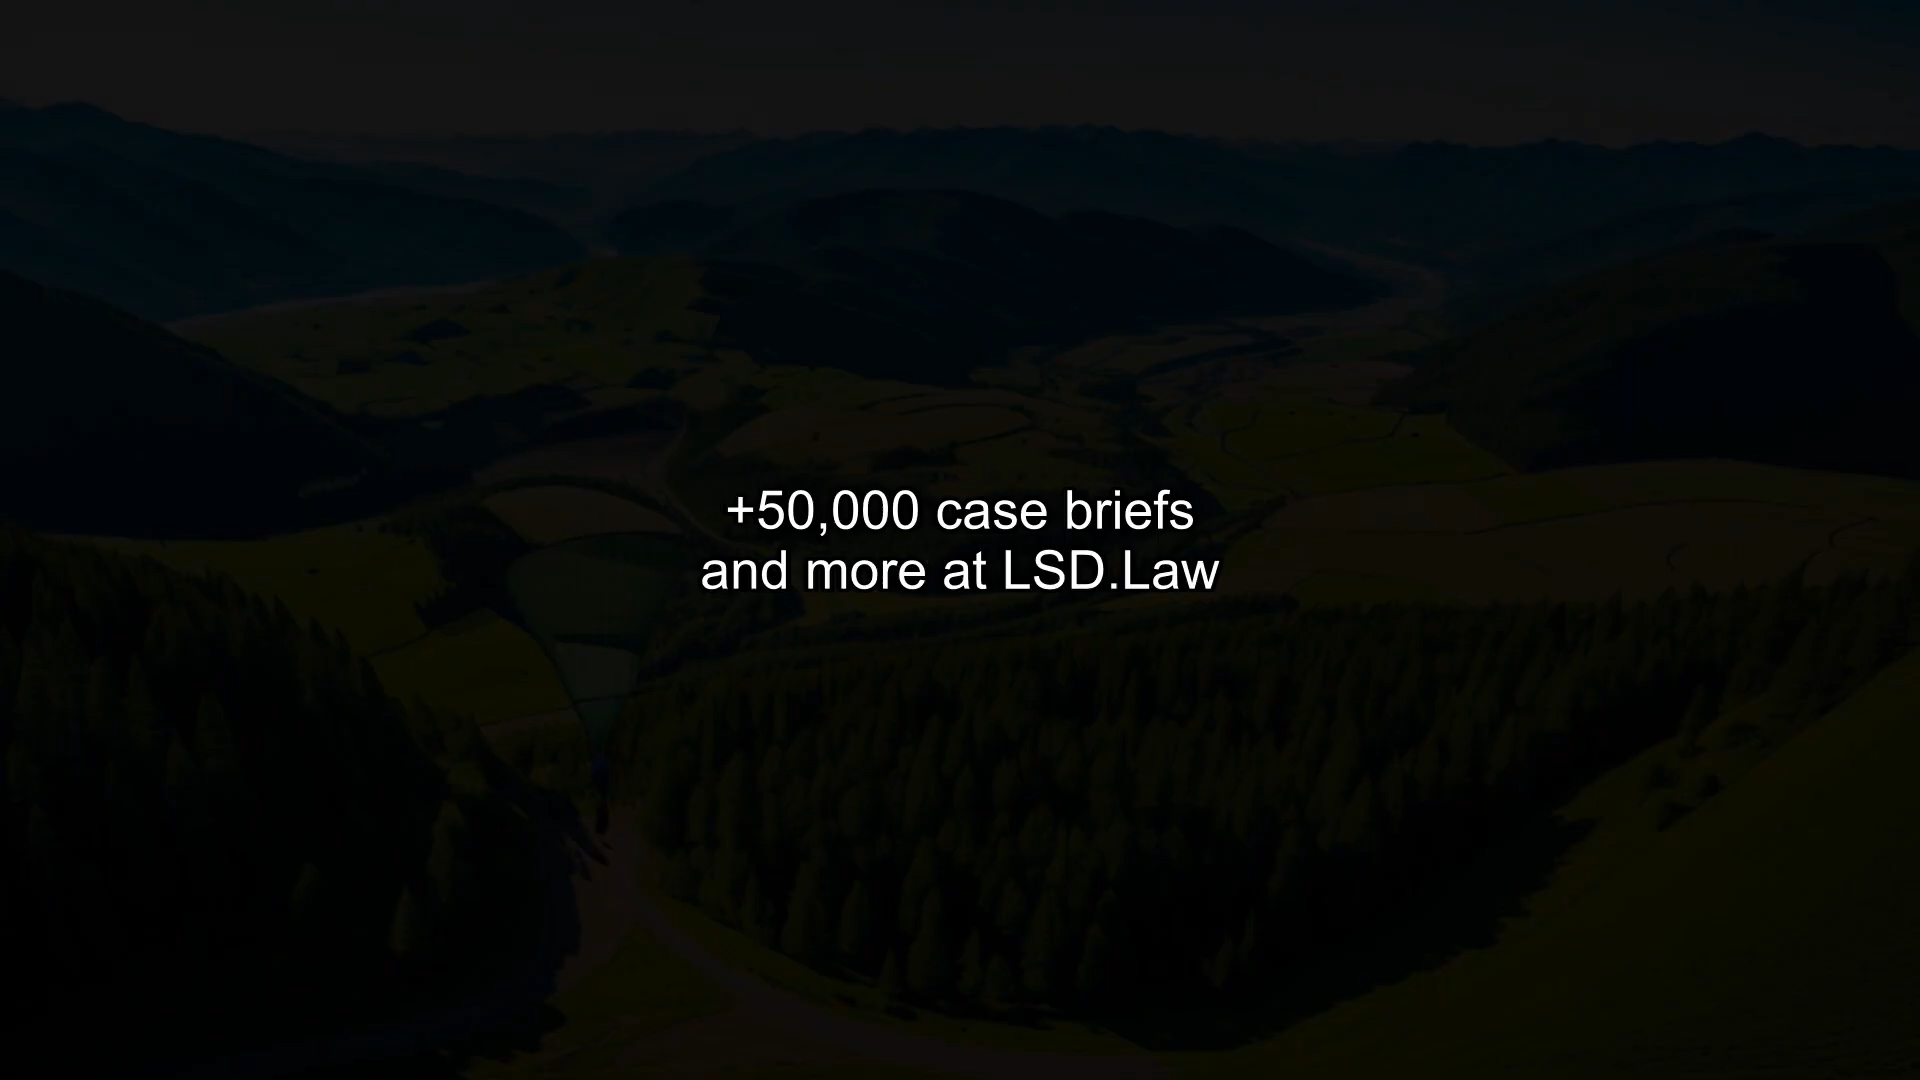 +50,000 case briefs
and more at LSD.Law